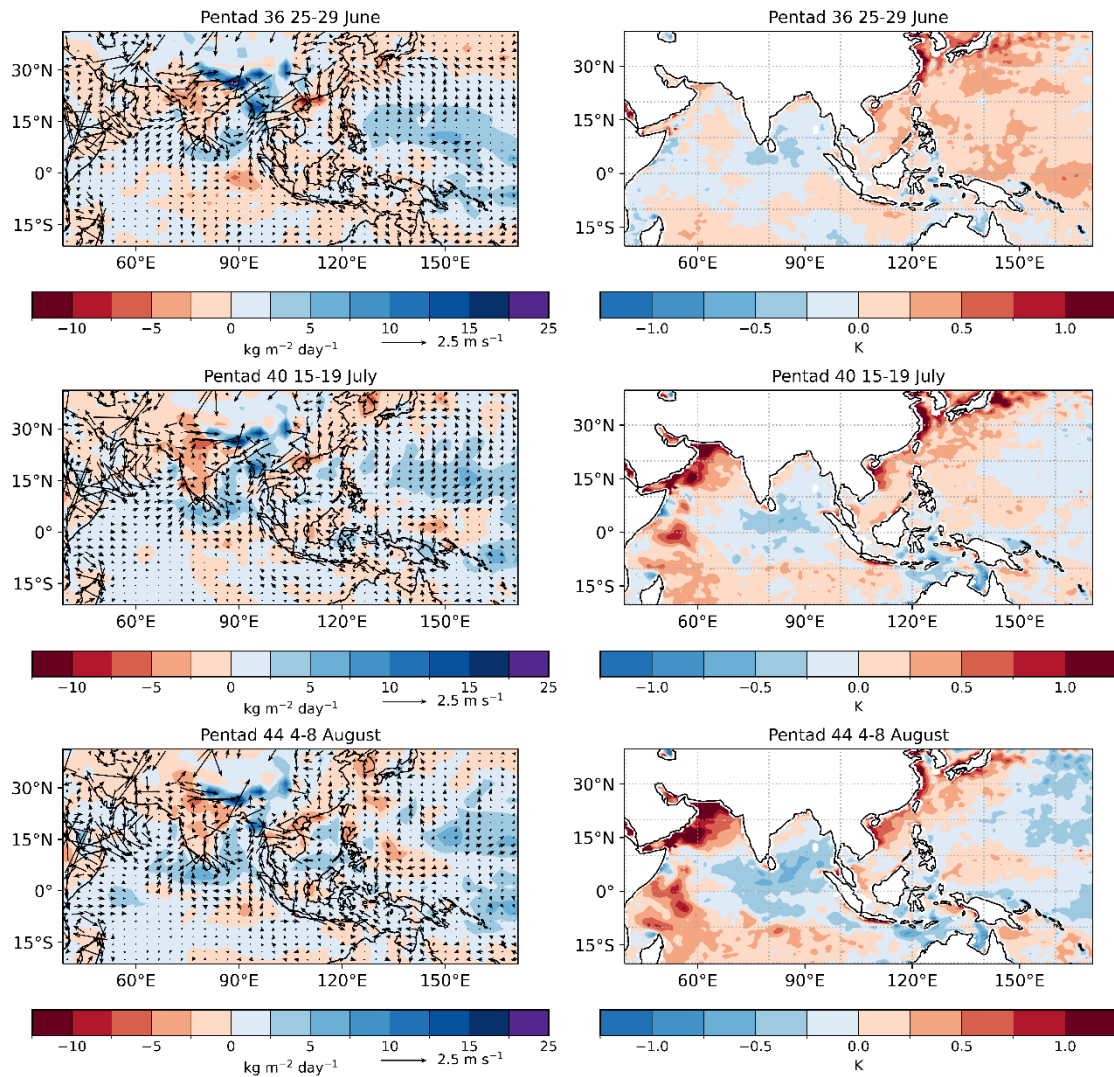 Pentad 36 25-29 June
Pentad 36 25-29 June
30°N
15°N
0°
15°S
60°E 90°E 120°E 150°E
30°N
15°N
0°
15°S
60°E 90°E 120°E 150°E
−10 −5 0 5 10 15 25
kg m⁻² day⁻¹ 2.5 m s⁻¹
−1.0 −0.5 0.0 0.5 1.0
K
Pentad 40 15-19 July
Pentad 40 15-19 July
30°N
15°N
0°
15°S
60°E 90°E 120°E 150°E
30°N
15°N
0°
15°S
60°E 90°E 120°E 150°E
−10 −5 0 5 10 15 25
kg m⁻² day⁻¹ 2.5 m s⁻¹
−1.0 −0.5 0.0 0.5 1.0
K
Pentad 44 4-8 August
Pentad 44 4-8 August
30°N
15°N
0°
15°S
60°E 90°E 120°E 150°E
30°N
15°N
0°
15°S
60°E 90°E 120°E 150°E
−10 −5 0 5 10 15 25
kg m⁻² day⁻¹ 2.5 m s⁻¹
−1.0 −0.5 0.0 0.5 1.0
K